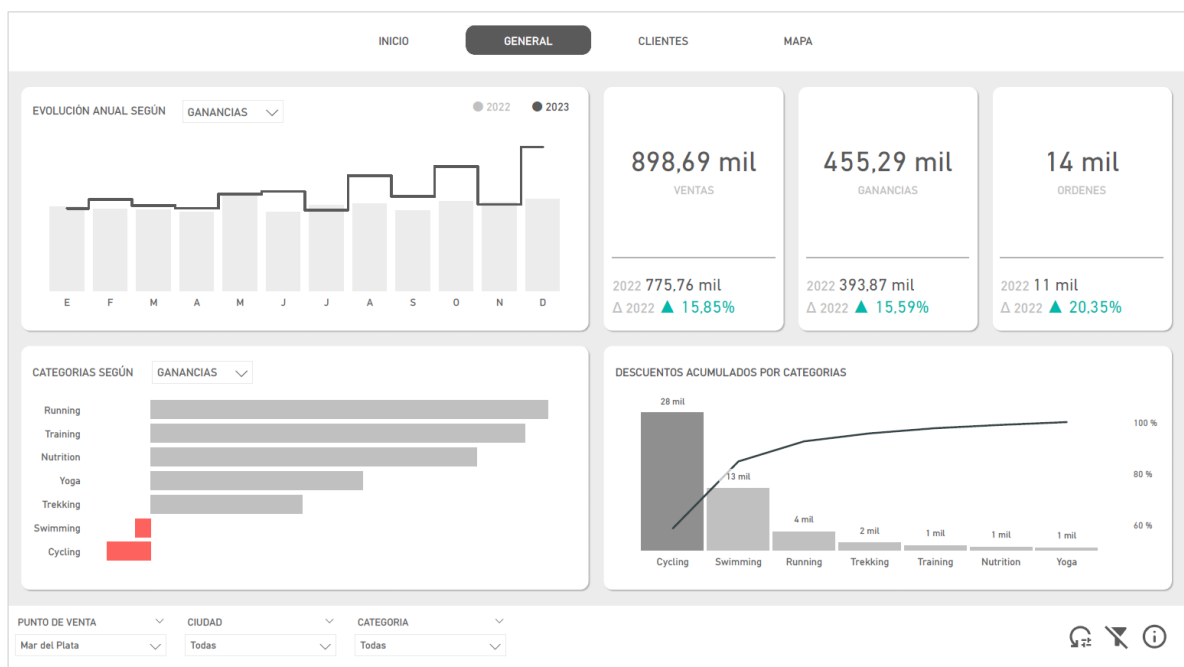 INICIO
GENERAL
CLIENTES
MAPA
EVOLUCIÓN ANUAL SEGÚN
GANANCIAS
2022
2023
E F M A M J J A S O N D
898,69 mil
VENTAS
2022 775,76 mil
Δ 2022 ▲ 15,85%
455,29 mil
GANANCIAS
2022 393,87 mil
Δ 2022 ▲ 15,59%
14 mil
ORDENES
2022 11 mil
Δ 2022 ▲ 20,35%
CATEGORIAS SEGÚN
GANANCIAS
Running
Training
Nutrition
Yoga
Trekking
Swimming
Cycling
DESCUENTOS ACUMULADOS POR CATEGORIAS
28 mil
13 mil
4 mil
2 mil
1 mil
1 mil
1 mil
100 %
80 %
60 %
Cycling Swimming Running Trekking Training Nutrition Yoga
PUNTO DE VENTA
Mar del Plata
CIUDAD
Todas
CATEGORIA
Todas